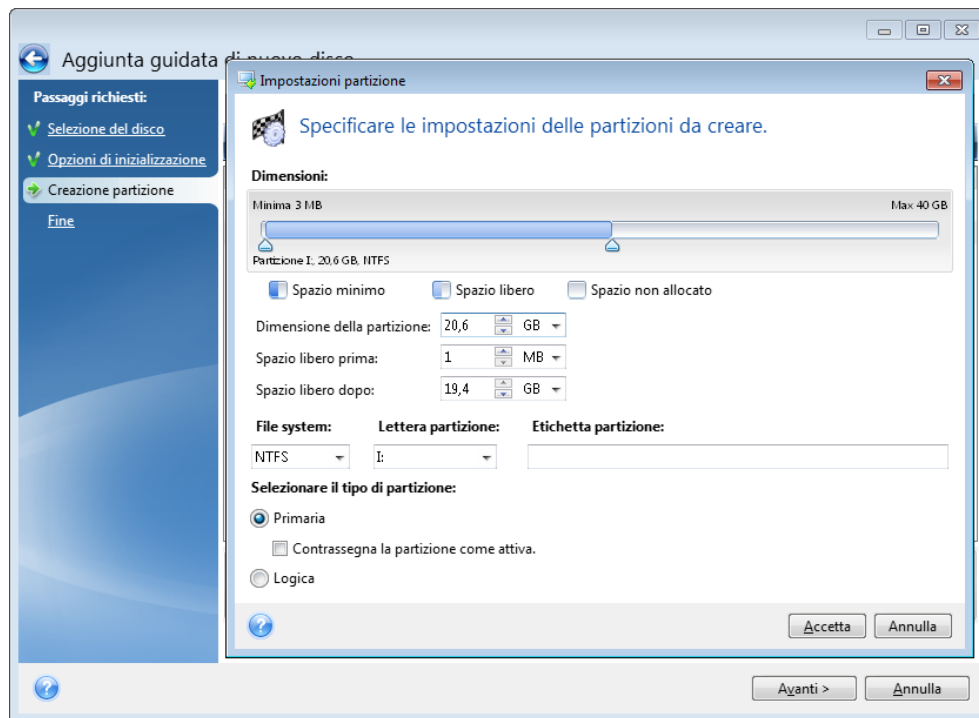 Aggiunta guidata di nuovo disco
Passaggi richiesti:
Selezione del disco
Opzioni di inizializzazione
Creazione partizione
Fine
Impostazioni partizione
Specificare le impostazioni delle partizioni da creare.
Dimensioni:
Minima 3 MB Max 40 GB
Partizione I:, 20,6 GB, NTFS
Spazio minimo Spazio libero Spazio non allocato
Dimensione della partizione: 20,6 GB
Spazio libero prima: 1 MB
Spazio libero dopo: 19,4 GB
File system: Lettera partizione: Etichetta partizione:
NTFS I:
Selezionare il tipo di partizione:
Primaria
Contrassegna la partizione come attiva.
Logica
Accetta Annulla
Avanti > Annulla